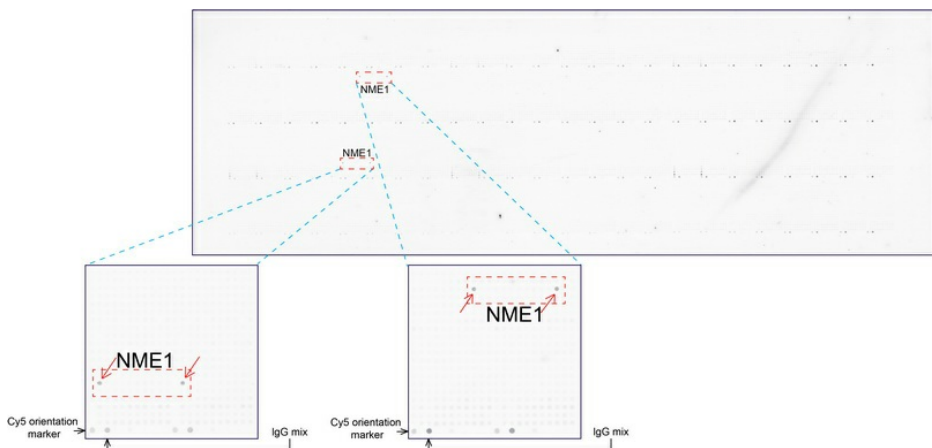 NME1
NME1
NME1
NME1
Cy5 orientation
marker
IgG mix
Cy5 orientation
marker
IgG mix